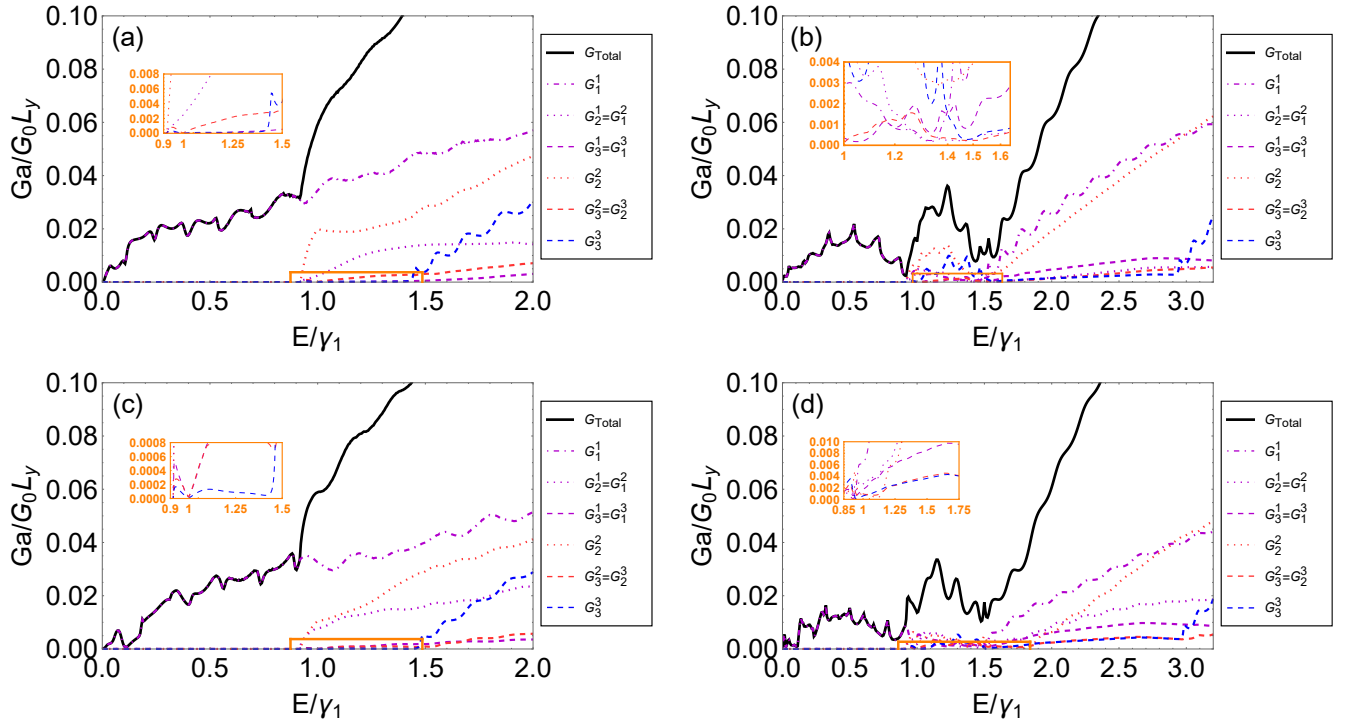 (a)
Ga/G₀L_y
0.10
0.08
0.06
0.04
0.02
0.00
0.008
0.006
0.004
0.002
0.000
0.9 1 1.25 1.5
0.0 0.5 1.0 1.5 2.0
E/γ₁
G_Total
G₁¹
G₂¹=G₁²
G₃¹=G₁³
G₂²
G₃²=G₂³
G₃³
(b)
Ga/G₀L_y
0.10
0.08
0.06
0.04
0.02
0.00
0.004
0.003
0.002
0.001
0.000
1 1.2 1.4 1.5 1.6
0.0 0.5 1.0 1.5 2.0 2.5 3.0
E/γ₁
G_Total
G₁¹
G₂¹=G₁²
G₃¹=G₁³
G₂²
G₃²=G₂³
G₃³
(c)
Ga/G₀L_y
0.10
0.08
0.06
0.04
0.02
0.00
0.0008
0.0006
0.0004
0.0002
0.0000
0.9 1 1.25 1.5
0.0 0.5 1.0 1.5 2.0
E/γ₁
G_Total
G₁¹
G₂¹=G₁²
G₃¹=G₁³
G₂²
G₃²=G₂³
G₃³
(d)
Ga/G₀L_y
0.10
0.08
0.06
0.04
0.02
0.00
0.010
0.008
0.006
0.004
0.002
0.000
0.85 1 1.25 1.5 1.75
0.0 0.5 1.0 1.5 2.0 2.5 3.0
E/γ₁
G_Total
G₁¹
G₂¹=G₁²
G₃¹=G₁³
G₂²
G₃²=G₂³
G₃³